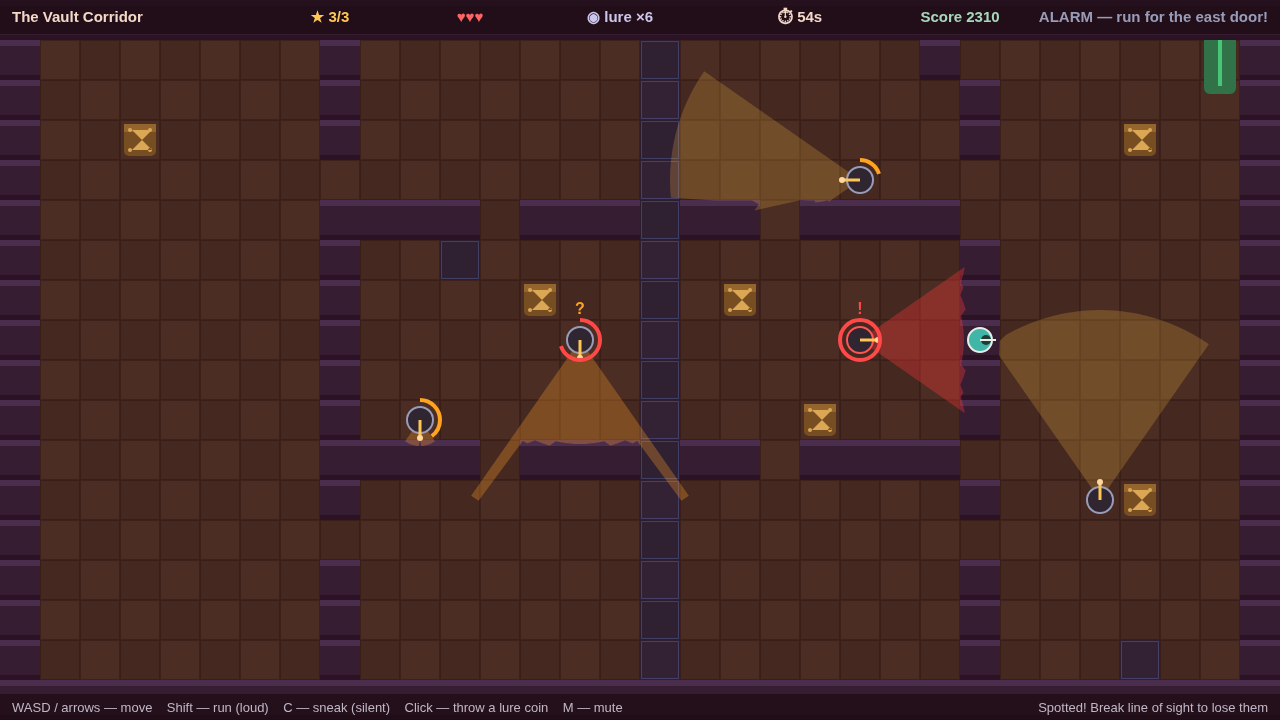 The Vault Corridor
★ 3/3
♥♥♥
◉ lure ×6
⏱ 54s
Score 2310
ALARM — run for the east door!
?
!
WASD / arrows — move
Shift — run (loud)
C — sneak (silent)
Click — throw a lure coin
M — mute
Spotted! Break line of sight to lose them